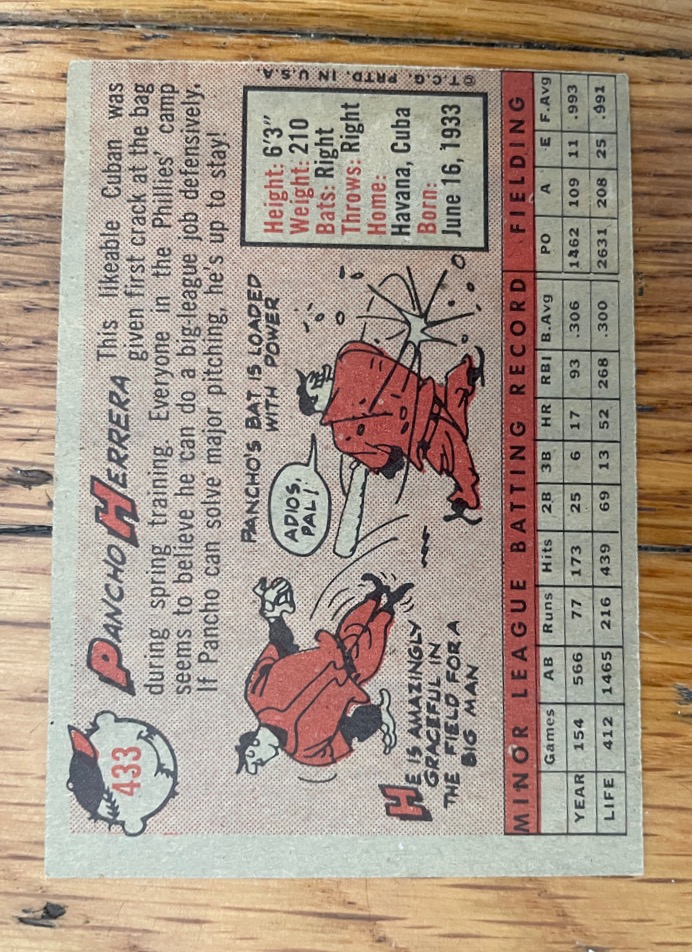 433
PANCHO HERRERA This likeable Cuban was
given first crack at the bag
during spring training. Everyone in the Phillies' camp
seems to believe he can do a big-league job defensively.
If Pancho can solve major pitching, he's up to stay!
HE IS AMAZINGLY
GRACEFUL IN
THE FIELD FOR A
BIG MAN
PANCHO'S BAT IS LOADED
WITH POWER
ADIOS,
PAL!
Height: 6'3"
Weight: 210
Bats: Right
Throws: Right
Home:
Havana, Cuba
Born:
June 16, 1933
© T.C.G. PRTD. IN U.S.A.
MINOR LEAGUE BATTING RECORD FIELDING
Games AB Runs Hits 2B 3B HR RBI B.Avg PO A E F.Avg
YEAR 154 566 77 173 25 6 17 93 .306 1462 109 11 .993
LIFE 412 1465 216 439 69 13 52 268 .300 2631 208 25 .991